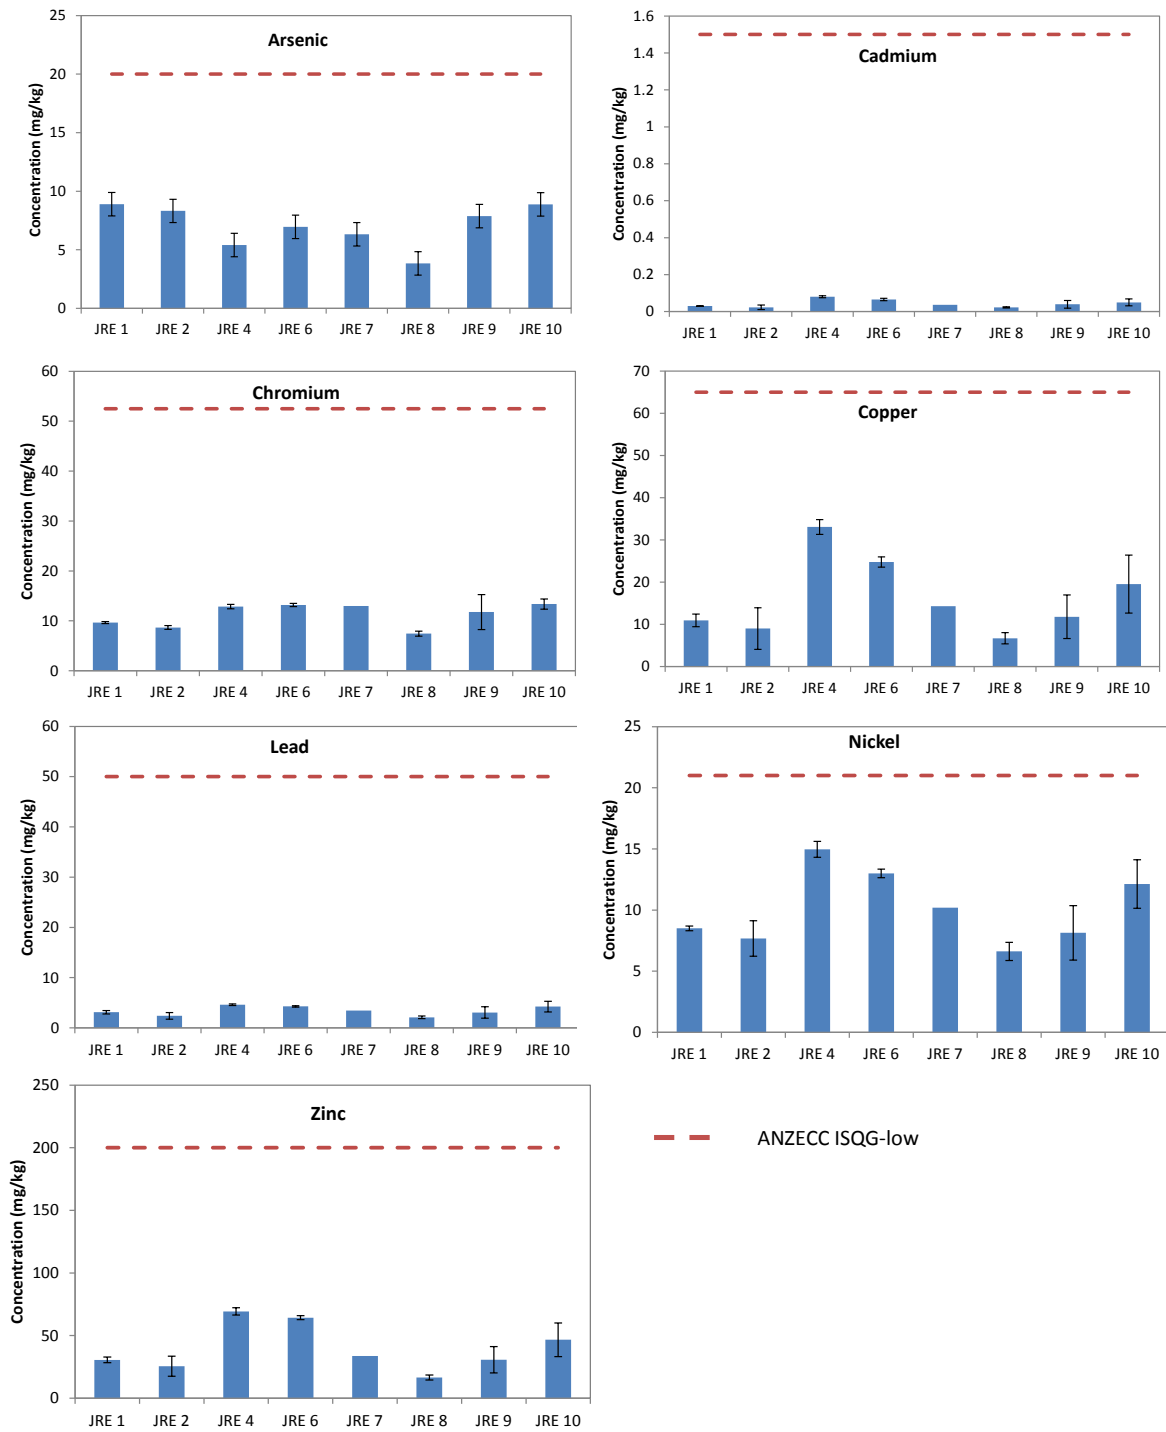 Arsenic
Concentration (mg/kg)
25
20
15
10
5
0
JRE 1 JRE 2 JRE 4 JRE 6 JRE 7 JRE 8 JRE 9 JRE 10
Cadmium
Concentration (mg/kg)
1.6
1.4
1.2
1
0.8
0.6
0.4
0.2
0
JRE 1 JRE 2 JRE 4 JRE 6 JRE 7 JRE 8 JRE 9 JRE 10
Chromium
Concentration (mg/kg)
60
50
40
30
20
10
0
JRE 1 JRE 2 JRE 4 JRE 6 JRE 7 JRE 8 JRE 9 JRE 10
Copper
Concentration (mg/kg)
70
60
50
40
30
20
10
0
JRE 1 JRE 2 JRE 4 JRE 6 JRE 7 JRE 8 JRE 9 JRE 10
Lead
Concentration (mg/kg)
60
50
40
30
20
10
0
JRE 1 JRE 2 JRE 4 JRE 6 JRE 7 JRE 8 JRE 9 JRE 10
Nickel
Concentration (mg/kg)
25
20
15
10
5
0
JRE 1 JRE 2 JRE 4 JRE 6 JRE 7 JRE 8 JRE 9 JRE 10
Zinc
Concentration (mg/kg)
250
200
150
100
50
0
JRE 1 JRE 2 JRE 4 JRE 6 JRE 7 JRE 8 JRE 9 JRE 10
ANZECC ISQG-low